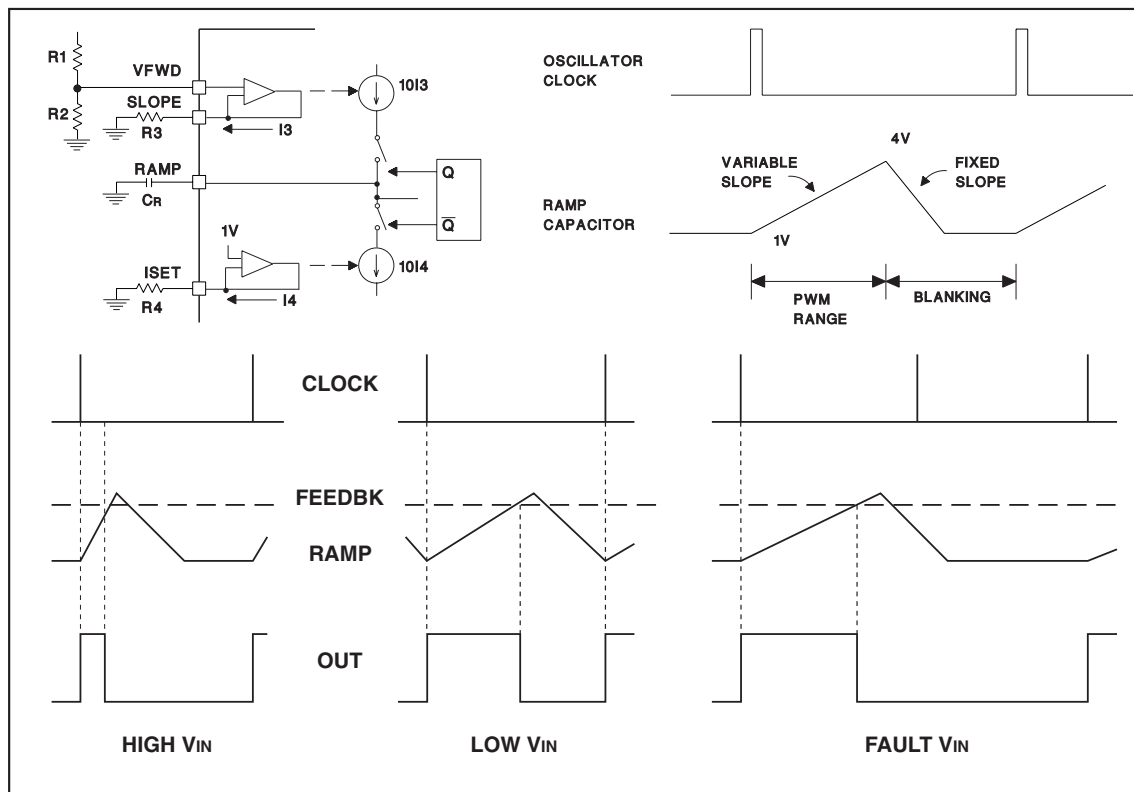 R1
VFWD
R2
SLOPE
R3
I3
10I3
RAMP
CR
Q
Q̅
1V
ISET
R4
I4
10I4
OSCILLATOR
CLOCK
4V
VARIABLE
SLOPE
FIXED
SLOPE
RAMP
CAPACITOR
1V
PWM
RANGE
BLANKING
CLOCK
FEEDBK
RAMP
OUT
HIGH VIN
LOW VIN
FAULT VIN